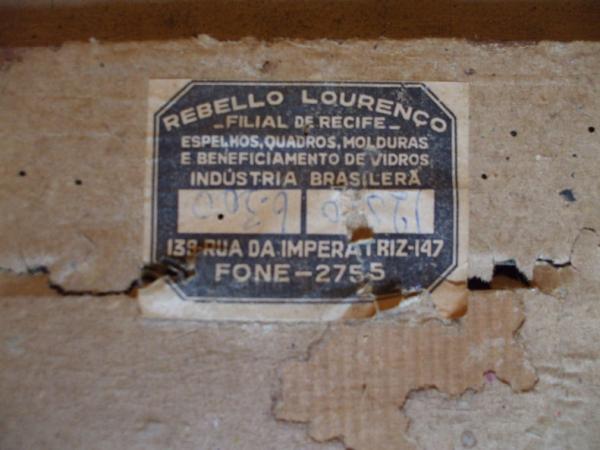 REBELLO LOURENÇO
-FILIAL DE RECIFE-
ESPELHOS, QUADROS, MOLDURAS
E BENEFICIAMENTO DE VIDROS
INDÚSTRIA BRASILERA
139-RUA DA IMPERATRIZ-147
FONE-2755